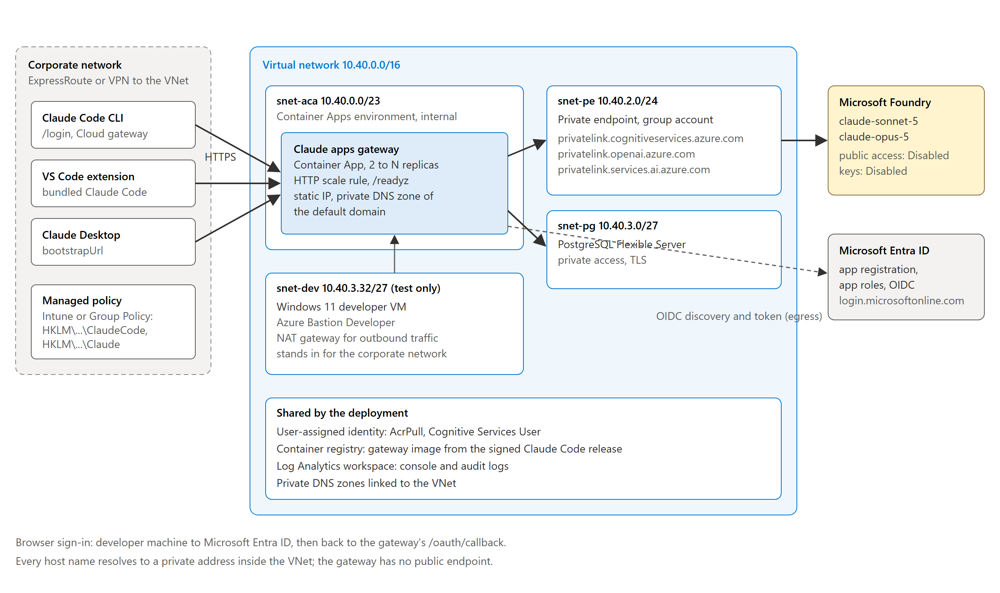 Corporate network
ExpressRoute or VPN to the VNet
Claude Code CLI
/login, Cloud gateway
VS Code extension
bundled Claude Code
Claude Desktop
bootstrapUrl
Managed policy
Intune or Group Policy:
HKLM\...\ClaudeCode,
HKLM\...\Claude
HTTPS
Virtual network 10.40.0.0/16
snet-aca 10.40.0.0/23
Container Apps environment, internal
Claude apps gateway
Container App, 2 to N replicas
HTTP scale rule, /readyz
static IP, private DNS zone of
the default domain
snet-pe 10.40.2.0/24
Private endpoint, group account
privatelink.cognitiveservices.azure.com
privatelink.openai.azure.com
privatelink.services.ai.azure.com
snet-pg 10.40.3.0/27
PostgreSQL Flexible Server
private access, TLS
snet-dev 10.40.3.32/27 (test only)
Windows 11 developer VM
Azure Bastion Developer
NAT gateway for outbound traffic
stands in for the corporate network
OIDC discovery and token (egress)
Shared by the deployment
User-assigned identity: AcrPull, Cognitive Services User
Container registry: gateway image from the signed Claude Code release
Log Analytics workspace: console and audit logs
Private DNS zones linked to the VNet
Microsoft Foundry
claude-sonnet-5
claude-opus-5
public access: Disabled
keys: Disabled
Microsoft Entra ID
app registration,
app roles, OIDC
login.microsoftonline.com
Browser sign-in: developer machine to Microsoft Entra ID, then back to the gateway's /oauth/callback.
Every host name resolves to a private address inside the VNet; the gateway has no public endpoint.